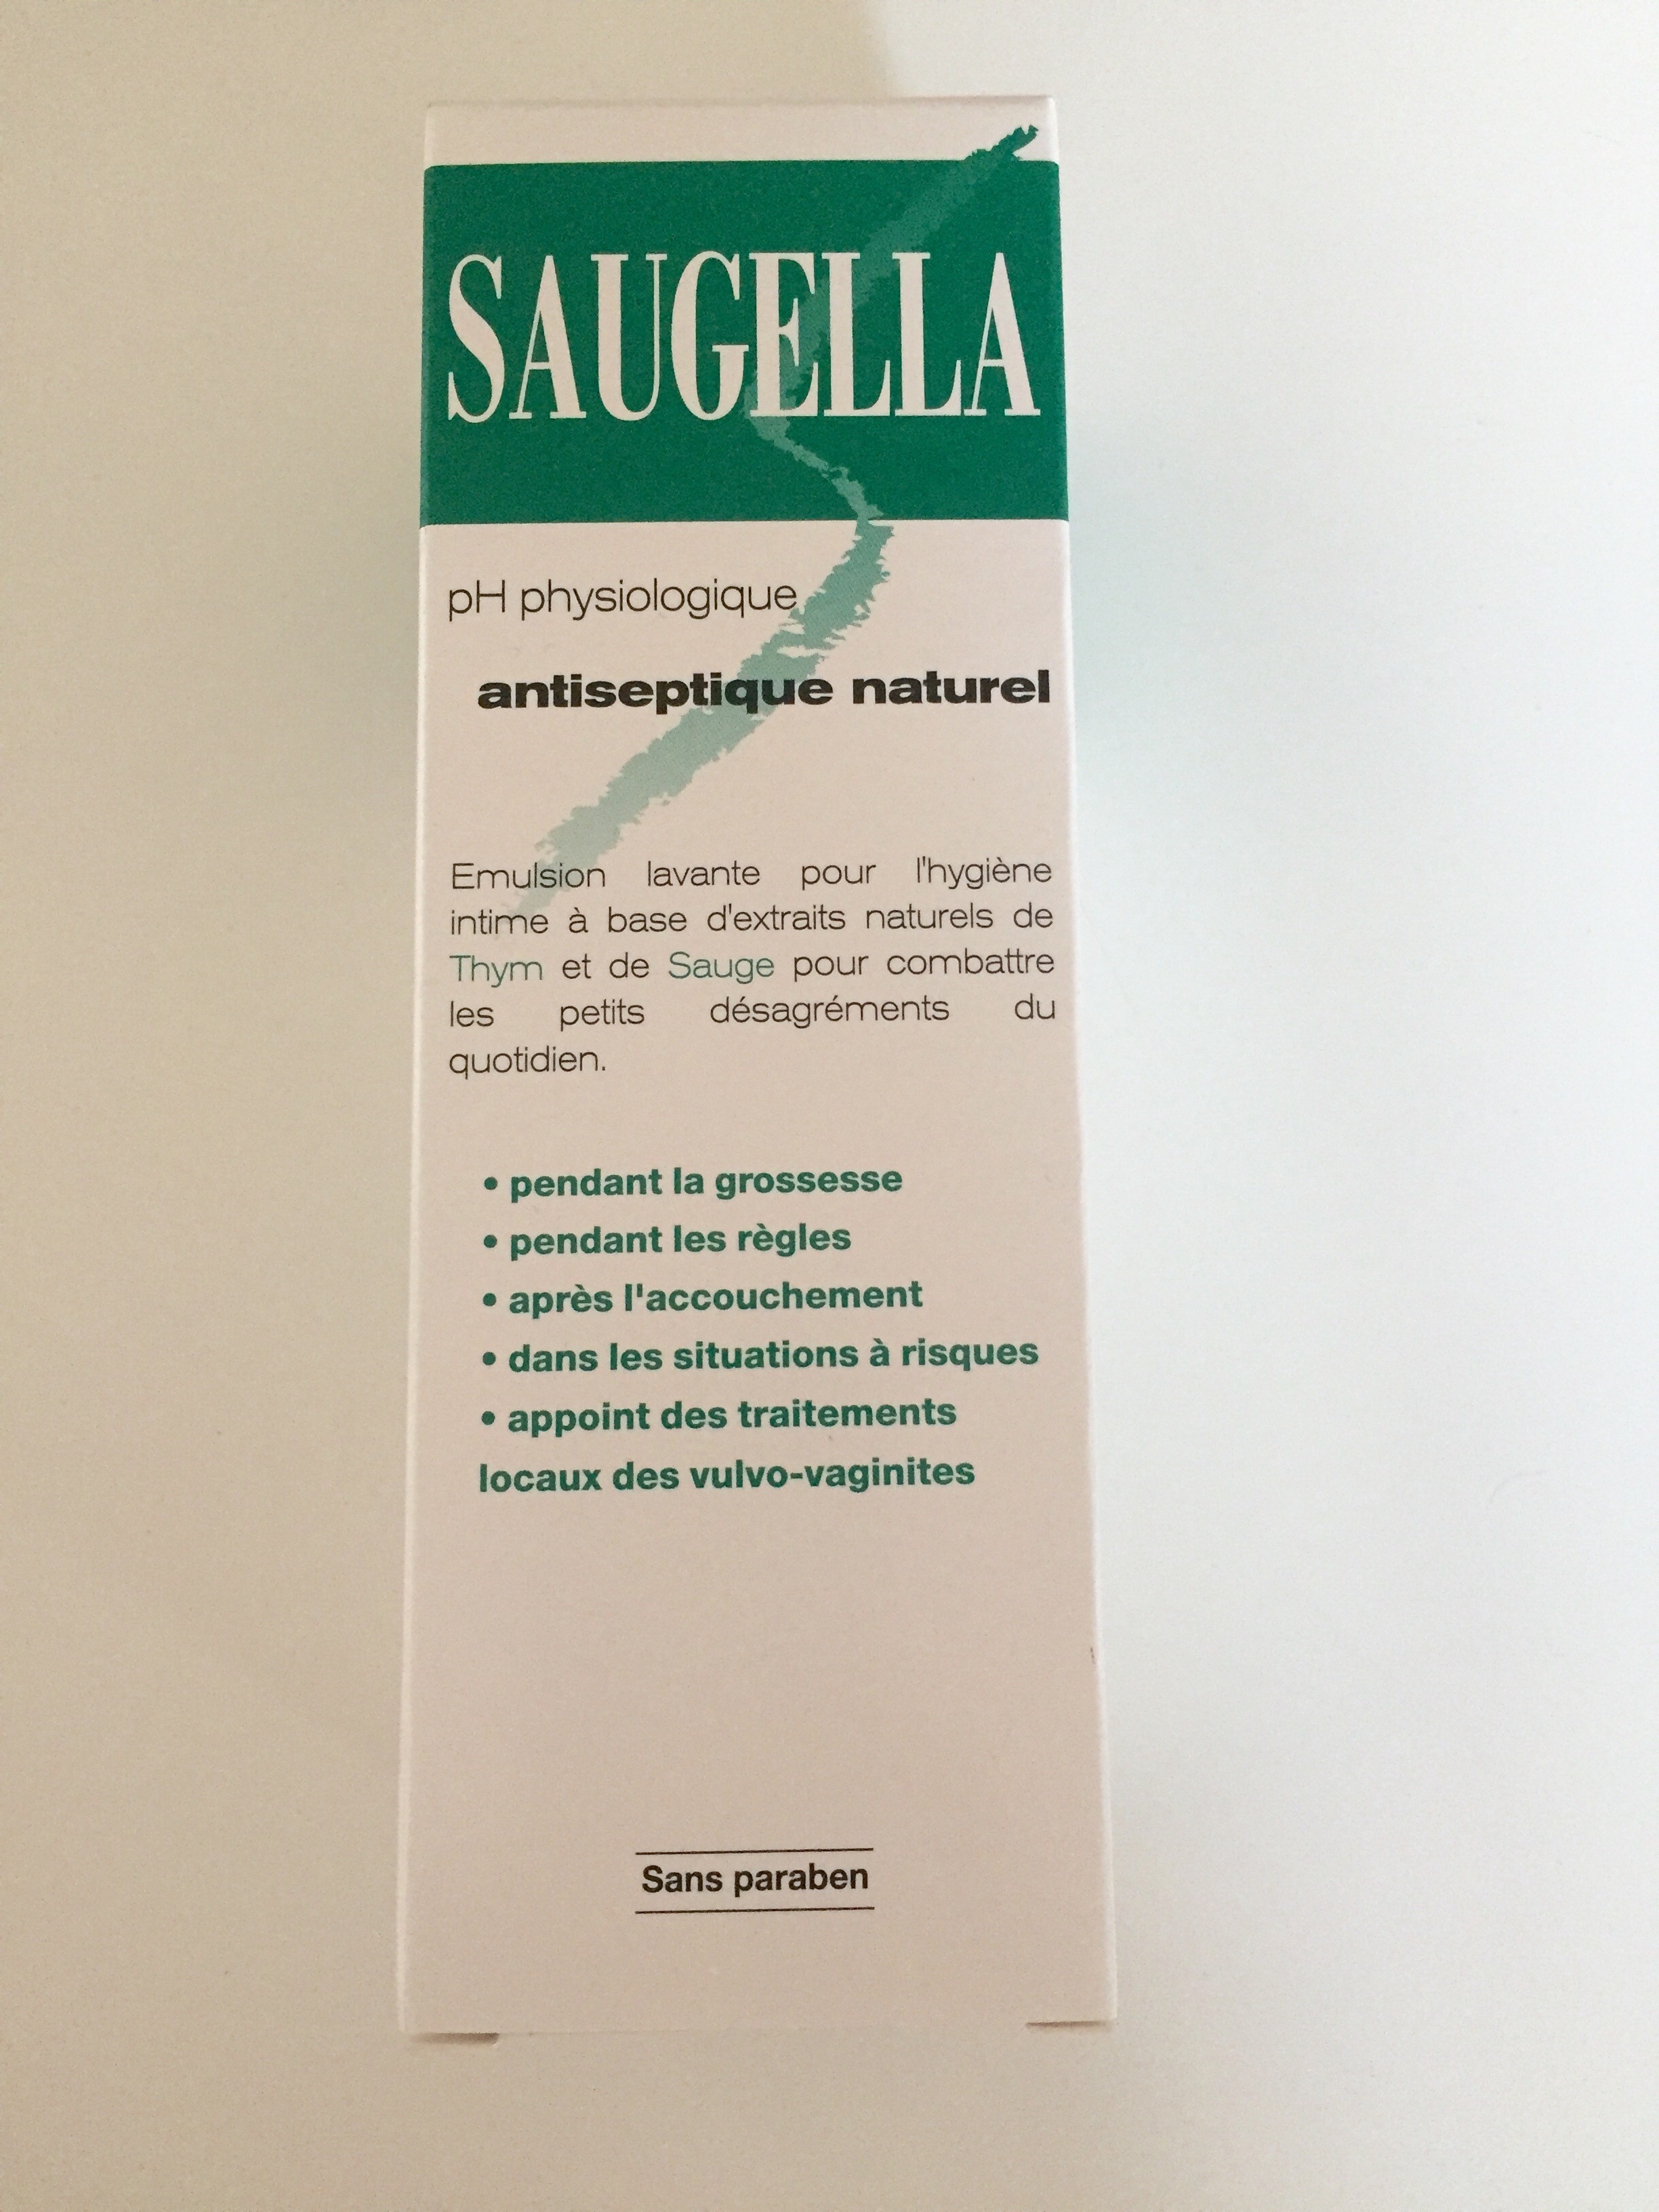 SAUGELLA
pH physiologique
antiseptique naturel
Emulsion lavante pour l'hygiène
intime à base d'extraits naturels de
Thym et de Sauge pour combattre
les petits désagréments du
quotidien.
• pendant la grossesse
• pendant les règles
• après l'accouchement
• dans les situations à risques
• appoint des traitements
locaux des vulvo-vaginites
Sans paraben